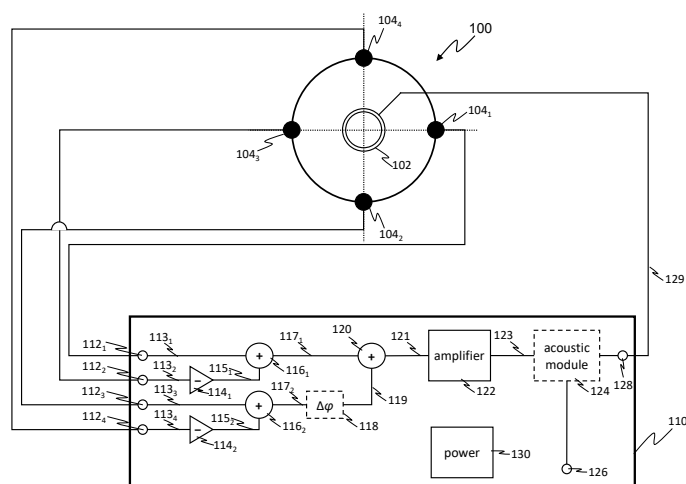 104₄
100
104₃
104₁
102
104₂
129
112₁ 113₁ 117₁ 120 121 123
+ + amplifier acoustic module
112₂ 113₂ 115₁ 116₁
− 114₁ 122 124 128
112₃ 113₃ 117₂ 119
+ Δφ
112₄ 113₄ 115₂ 116₂ 118
− 114₂
110
power 130
126